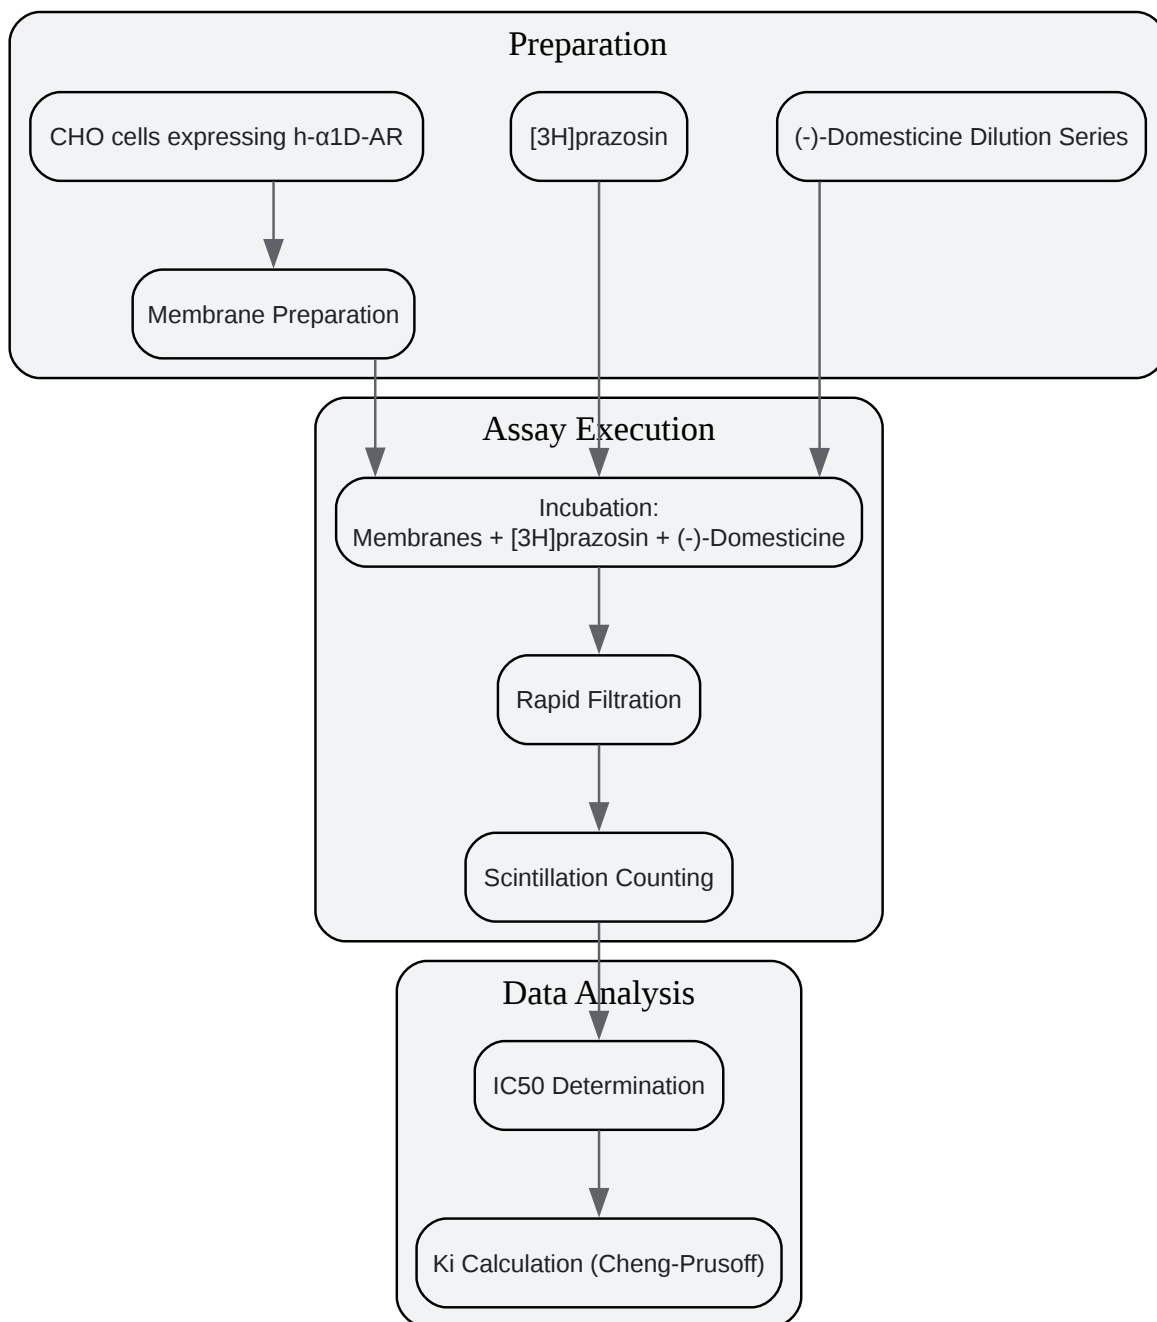 Preparation
CHO cells expressing h-α1D-AR
[3H]prazosin
(-)-Domesticine Dilution Series
Membrane Preparation
Assay Execution
Incubation:
Membranes + [3H]prazosin + (-)-Domesticine
Rapid Filtration
Scintillation Counting
Data Analysis
IC50 Determination
Ki Calculation (Cheng-Prusoff)